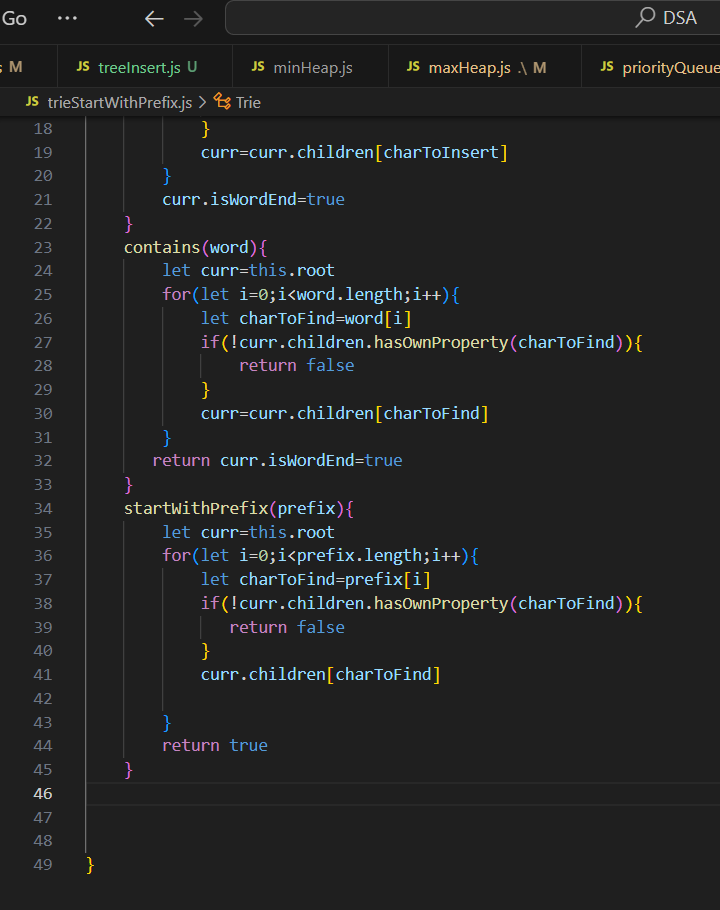 Go ··· ← → DSA
s M JS treeInsert.js U JS minHeap.js JS maxHeap.js .\ M JS priorityQueue
JS trieStartWithPrefix.js > Trie
18 }
19 curr=curr.children[charToInsert]
20 }
21 curr.isWordEnd=true
22 }
23 contains(word){
24 let curr=this.root
25 for(let i=0;i<word.length;i++){
26 let charToFind=word[i]
27 if(!curr.children.hasOwnProperty(charToFind)){
28 return false
29 }
30 curr=curr.children[charToFind]
31 }
32 return curr.isWordEnd=true
33 }
34 startWithPrefix(prefix){
35 let curr=this.root
36 for(let i=0;i<prefix.length;i++){
37 let charToFind=prefix[i]
38 if(!curr.children.hasOwnProperty(charToFind)){
39 return false
40 }
41 curr.children[charToFind]
42
43 }
44 return true
45 }
46
47
48
49 }